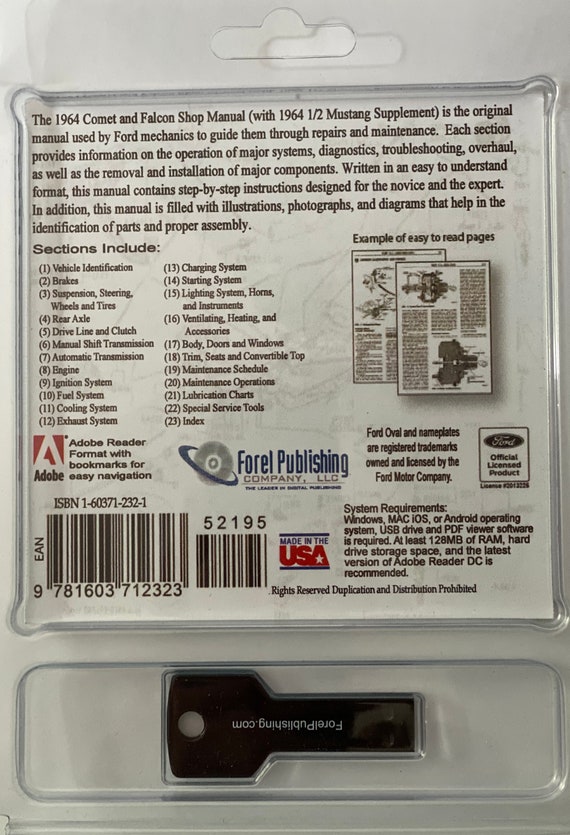 The 1964 Comet and Falcon Shop Manual (with 1964 1/2 Mustang Supplement) is the original
manual used by Ford mechanics to guide them through repairs and maintenance. Each section
provides information on the operation of major systems, diagnostics, troubleshooting, overhaul,
as well as the removal and installation of major components. Written in an easy to understand
format, this manual contains step-by-step instructions designed for the novice and the expert.
In addition, this manual is filled with illustrations, photographs, and diagrams that help in the
identification of parts and proper assembly.
Sections Include:
(1) Vehicle Identification
(2) Brakes
(3) Suspension, Steering,
Wheels and Tires
(4) Rear Axle
(5) Drive Line and Clutch
(6) Manual Shift Transmission
(7) Automatic Transmission
(8) Engine
(9) Ignition System
(10) Fuel System
(11) Cooling System
(12) Exhaust System
(13) Charging System
(14) Starting System
(15) Lighting System, Horns,
and Instruments
(16) Ventilating, Heating, and
Accessories
(17) Body, Doors and Windows
(18) Trim, Seats and Convertible Top
(19) Maintenance Schedule
(20) Maintenance Operations
(21) Lubrication Charts
(22) Special Service Tools
(23) Index
Example of easy to read pages
Adobe
Adobe Reader
Format with
bookmarks for
easy navigation
Forel Publishing
COMPANY, LLC
THE LEADER IN DIGITAL PUBLISHING
Ford Oval and nameplates
are registered trademarks
owned and licensed by the
Ford Motor Company.
Ford
Official
Licensed
Product
License #2013225
ISBN 1-60371-232-1
EAN
9 781603 712323
52195
MADE IN THE
USA
System Requirements:
Windows, MAC iOS, or Android operating
system, USB drive and PDF viewer software
is required. At least 128MB of RAM, hard
drive storage space, and the latest
version of Adobe Reader DC is
recommended.
.Rights Reserved Duplication and Distribution Prohibited
ForelPublishing.com